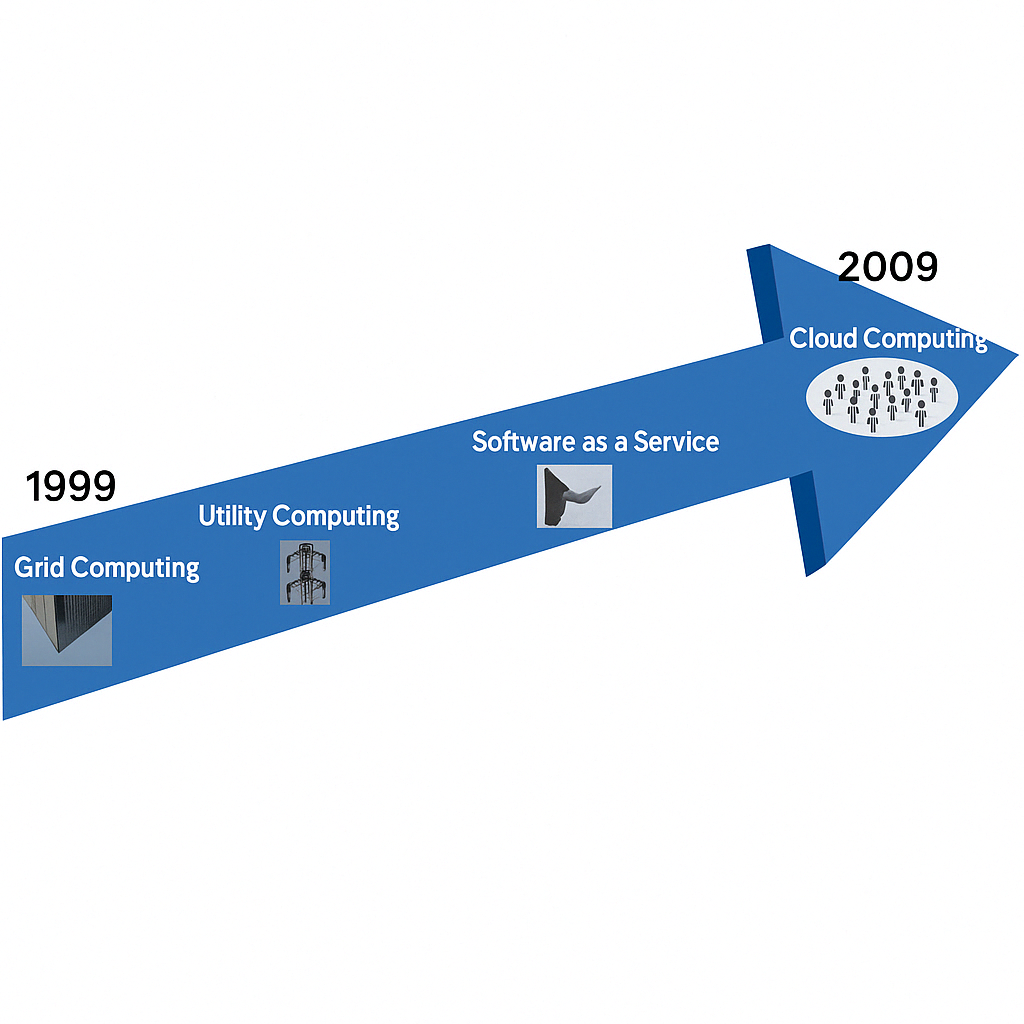 1999
Grid Computing
Utility Computing
Software as a Service
2009
Cloud Computing